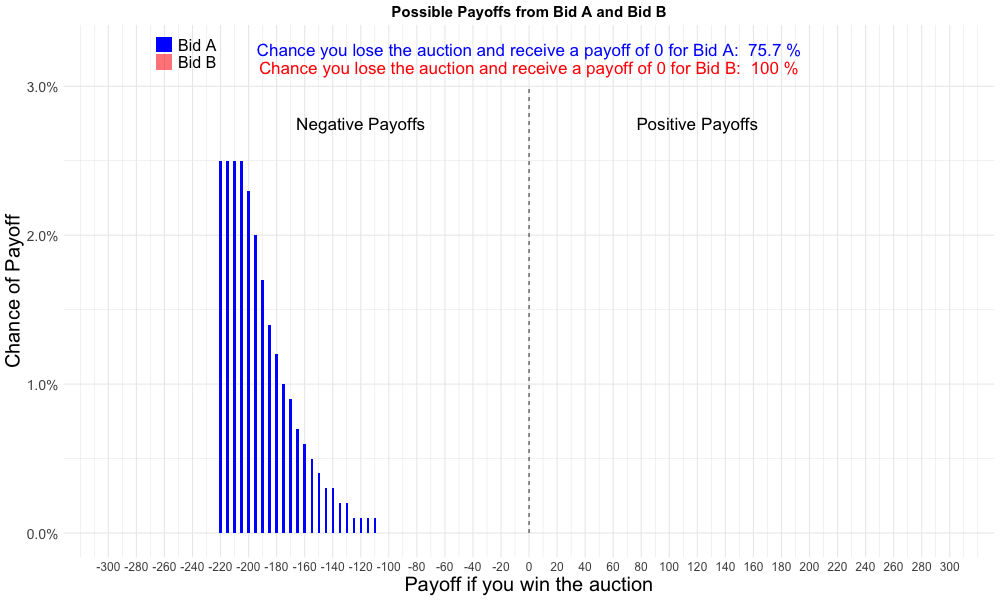 Possible Payoffs from Bid A and Bid B
Bid A
Bid B
Chance you lose the auction and receive a payoff of 0 for Bid A: 75.7 %
Chance you lose the auction and receive a payoff of 0 for Bid B: 100 %
Negative Payoffs
Positive Payoffs
Chance of Payoff
3.0%
2.0%
1.0%
0.0%
-300 -280 -260 -240 -220 -200 -180 -160 -140 -120 -100 -80 -60 -40 -20 0 20 40 60 80 100 120 140 160 180 200 220 240 260 280 300
Payoff if you win the auction